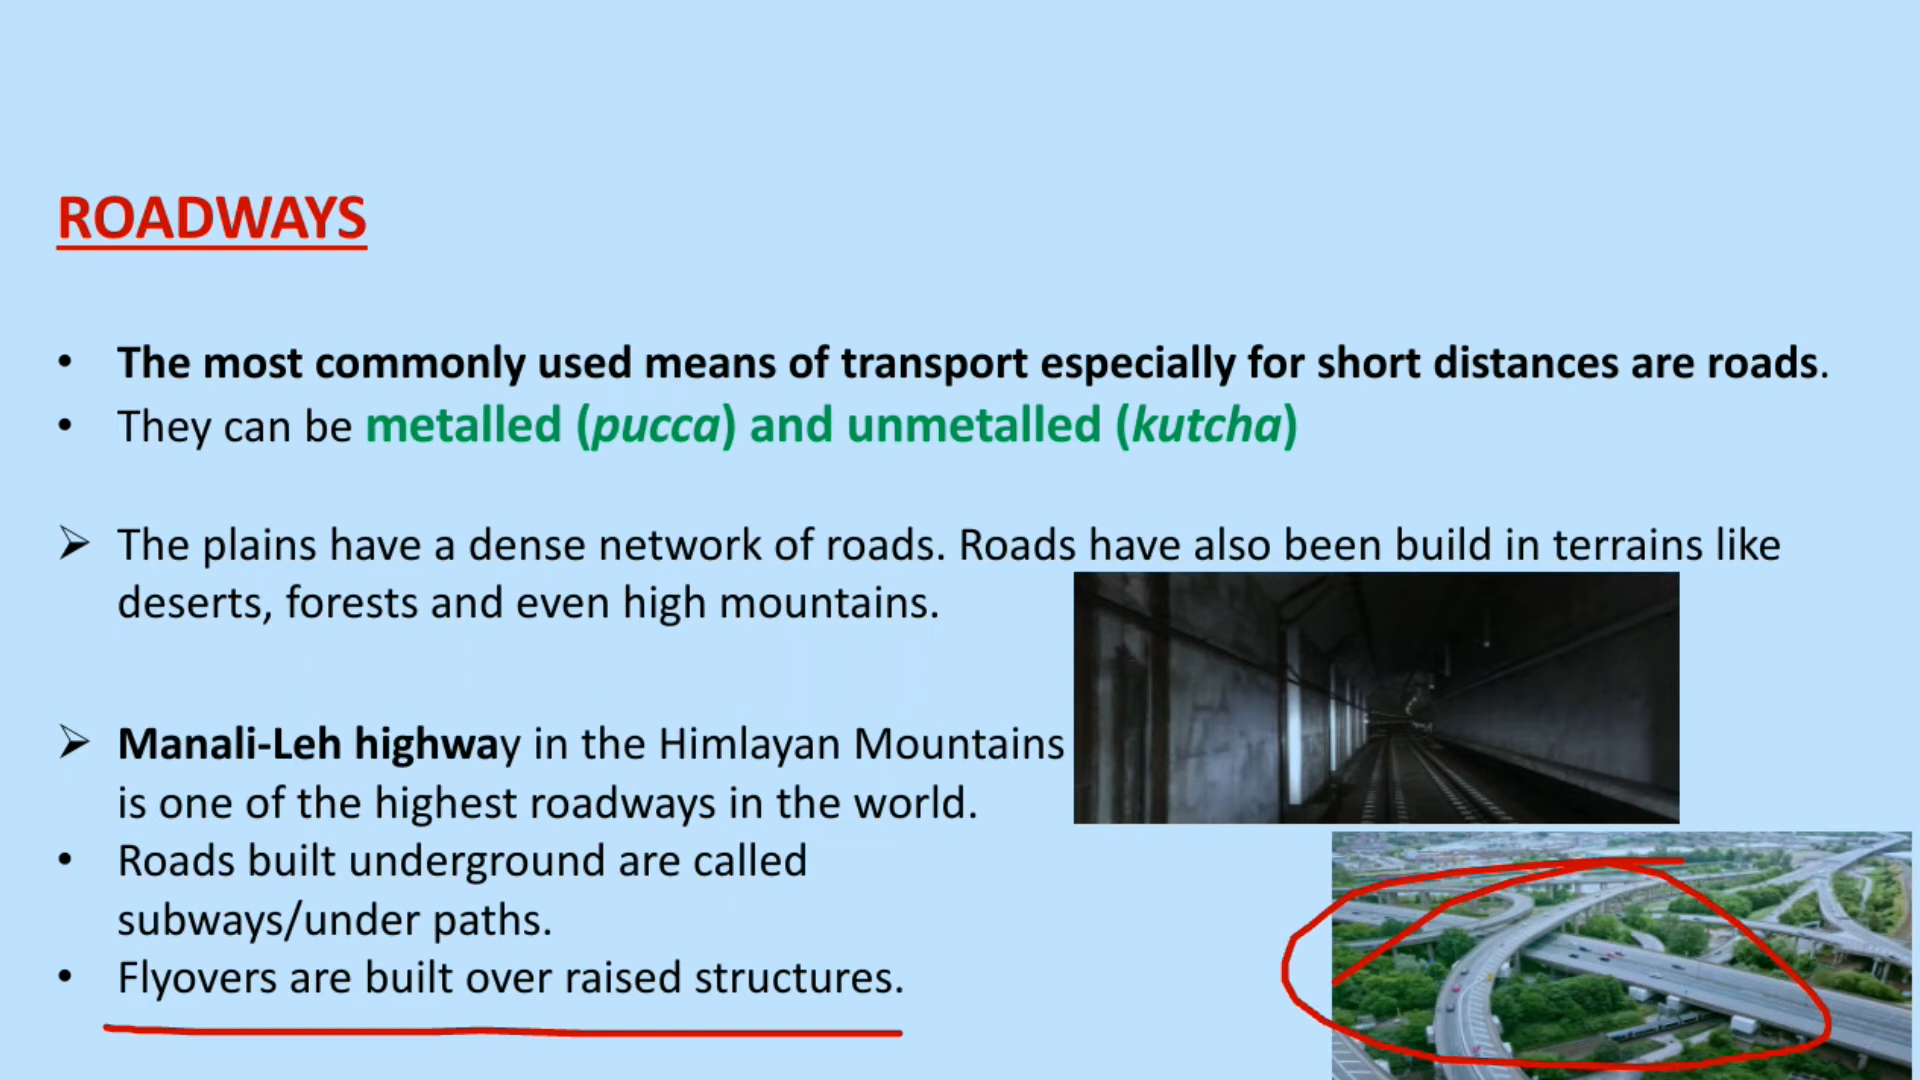 ROADWAYS
• The most commonly used means of transport especially for short distances are roads.
• They can be metalled (pucca) and unmetalled (kutcha)
➢ The plains have a dense network of roads. Roads have also been build in terrains like
deserts, forests and even high mountains.
➢ Manali-Leh highway in the Himlayan Mountains
is one of the highest roadways in the world.
• Roads built underground are called
subways/under paths.
• Flyovers are built over raised structures.